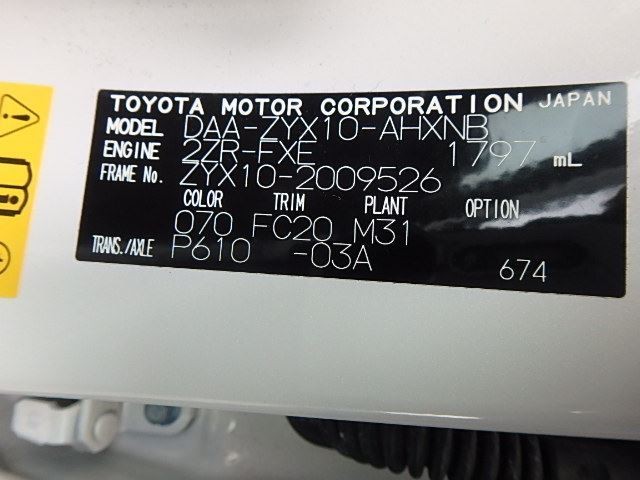 TOYOTA MOTOR CORPORATION JAPAN
MODEL DAA-ZYX10-AHXNB
ENGINE 2ZR-FXE 1797 mL
FRAME No. ZYX10-2009526
COLOR TRIM PLANT OPTION
070 FC20 M31
TRANS./AXLE P610 -03A 674